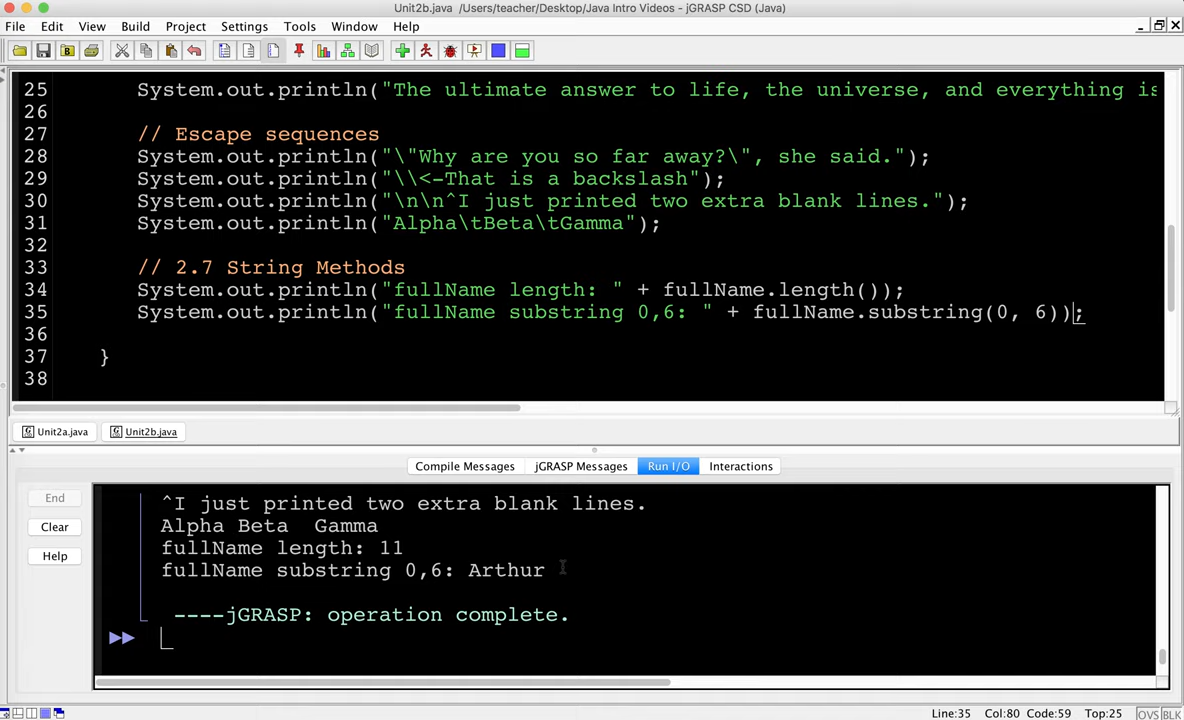 Unit2b.java /Users/teacher/Desktop/Java Intro Videos - jGRASP CSD (Java)
File Edit View Build Project Settings Tools Window Help
25 System.out.println("The ultimate answer to life, the universe, and everything is
26
27 // Escape sequences
28 System.out.println("\"Why are you so far away?\", she said.");
29 System.out.println("\\<-That is a backslash");
30 System.out.println("\n\n^I just printed two extra blank lines.");
31 System.out.println("Alpha\tBeta\tGamma");
32
33 // 2.7 String Methods
34 System.out.println("fullName length: " + fullName.length());
35 System.out.println("fullName substring 0,6: " + fullName.substring(0, 6));
36
37 }
38
Unit2a.java Unit2b.java
Compile Messages jGRASP Messages Run I/O Interactions
End
Clear
Help
^I just printed two extra blank lines.
Alpha Beta Gamma
fullName length: 11
fullName substring 0,6: Arthur
----jGRASP: operation complete.
Line:35 Col:80 Code:59 Top:25 OVS BLK